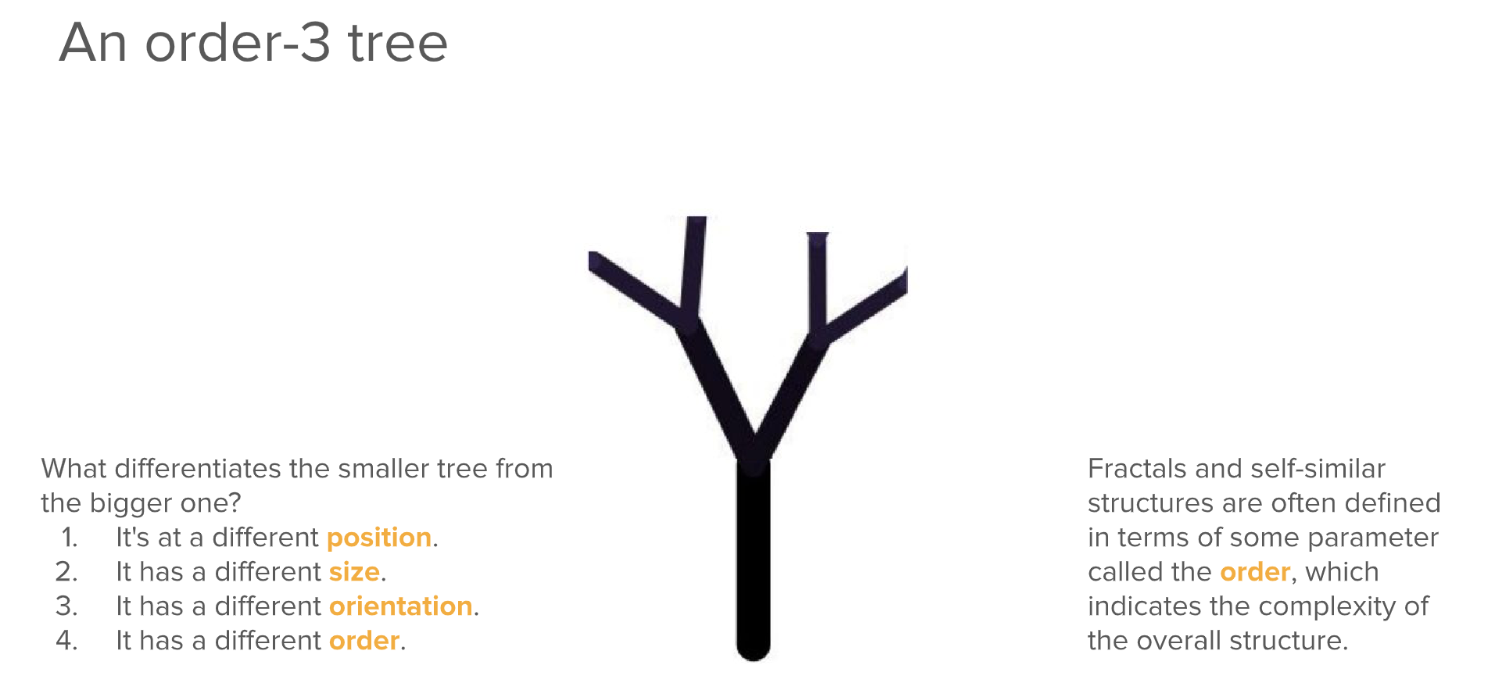 An order-3 tree
What differentiates the smaller tree from
the bigger one?
1. It's at a different position.
2. It has a different size.
3. It has a different orientation.
4. It has a different order.
Fractals and self-similar
structures are often defined
in terms of some parameter
called the order, which
indicates the complexity of
the overall structure.